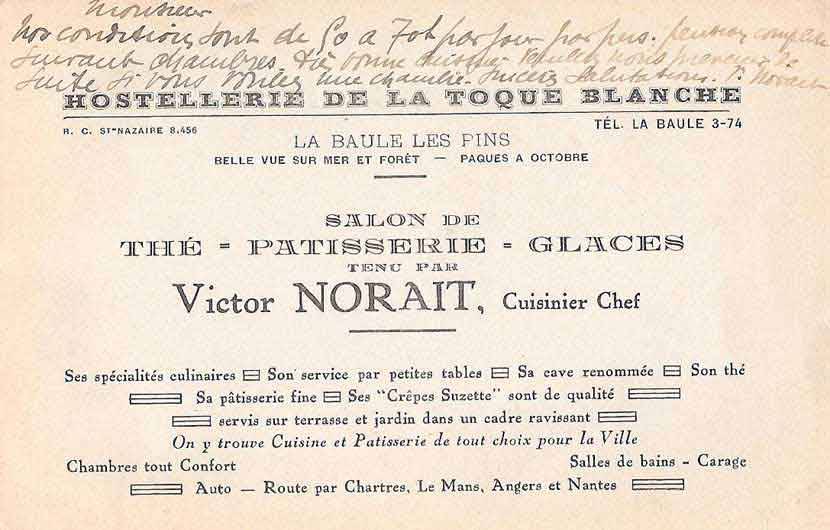 Monsieur
nos conditions sont de 50 a 70f par jour par pers. pension complète
suivant chambres. Très bonne cuisine. Veuillez nous prévenir de
suite si vous voulez une chambre. sincères salutations. Norait
HOSTELLERIE DE LA TOQUE BLANCHE
R. C. STᴱ NAZAIRE 8.456
TÉL. LA BAULE 3-74
LA BAULE LES PINS
BELLE VUE SUR MER ET FORÊT — PAQUES A OCTOBRE
SALON DE
THÉ = PATISSERIE = GLACES
TENU PAR
Victor NORAIT, Cuisinier Chef
Ses spécialités culinaires Son service par petites tables Sa cave renommée Son thé
Sa pâtisserie fine Ses "Crêpes Suzette" sont de qualité
servis sur terrasse et jardin dans un cadre ravissant
On y trouve Cuisine et Patisserie de tout choix pour la Ville
Chambres tout Confort
Salles de bains - Carage
Auto — Route par Chartres, Le Mans, Angers et Nantes